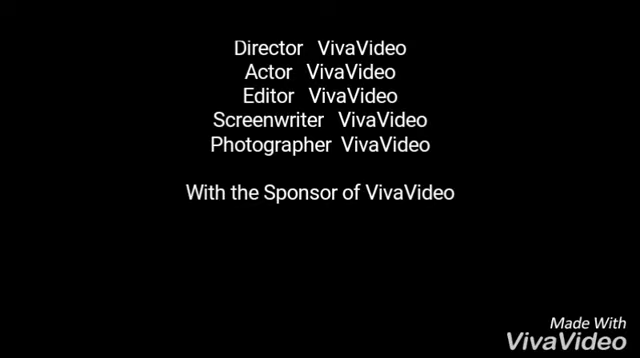 Director VivaVideo
Actor VivaVideo
Editor VivaVideo
Screenwriter VivaVideo
Photographer VivaVideo
With the Sponsor of VivaVideo
Made With
VivaVideo